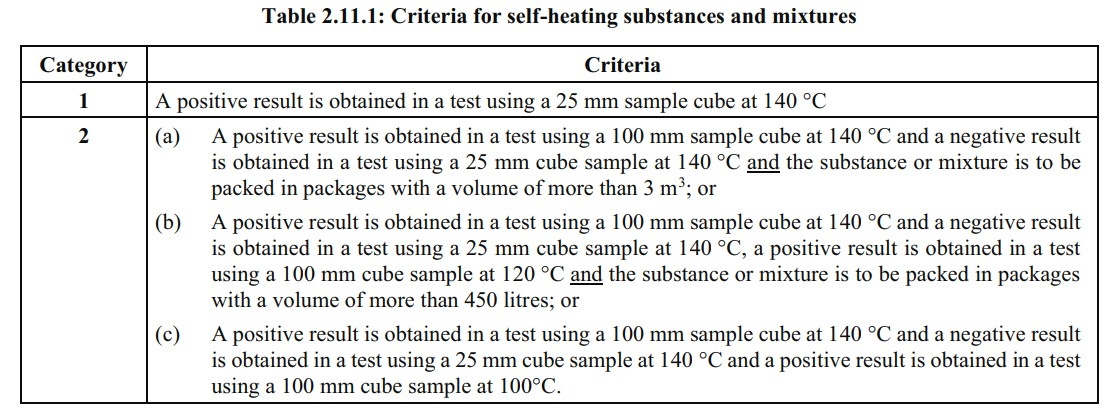 Table 2.11.1: Criteria for self-heating substances and mixtures
Category Criteria
1 A positive result is obtained in a test using a 25 mm sample cube at 140 °C
2 (a) A positive result is obtained in a test using a 100 mm sample cube at 140 °C and a negative result
is obtained in a test using a 25 mm cube sample at 140 °C and the substance or mixture is to be
packed in packages with a volume of more than 3 m³; or
(b) A positive result is obtained in a test using a 100 mm sample cube at 140 °C and a negative result
is obtained in a test using a 25 mm cube sample at 140 °C, a positive result is obtained in a test
using a 100 mm cube sample at 120 °C and the substance or mixture is to be packed in packages
with a volume of more than 450 litres; or
(c) A positive result is obtained in a test using a 100 mm sample cube at 140 °C and a negative result
is obtained in a test using a 25 mm cube sample at 140 °C and a positive result is obtained in a test
using a 100 mm cube sample at 100°C.